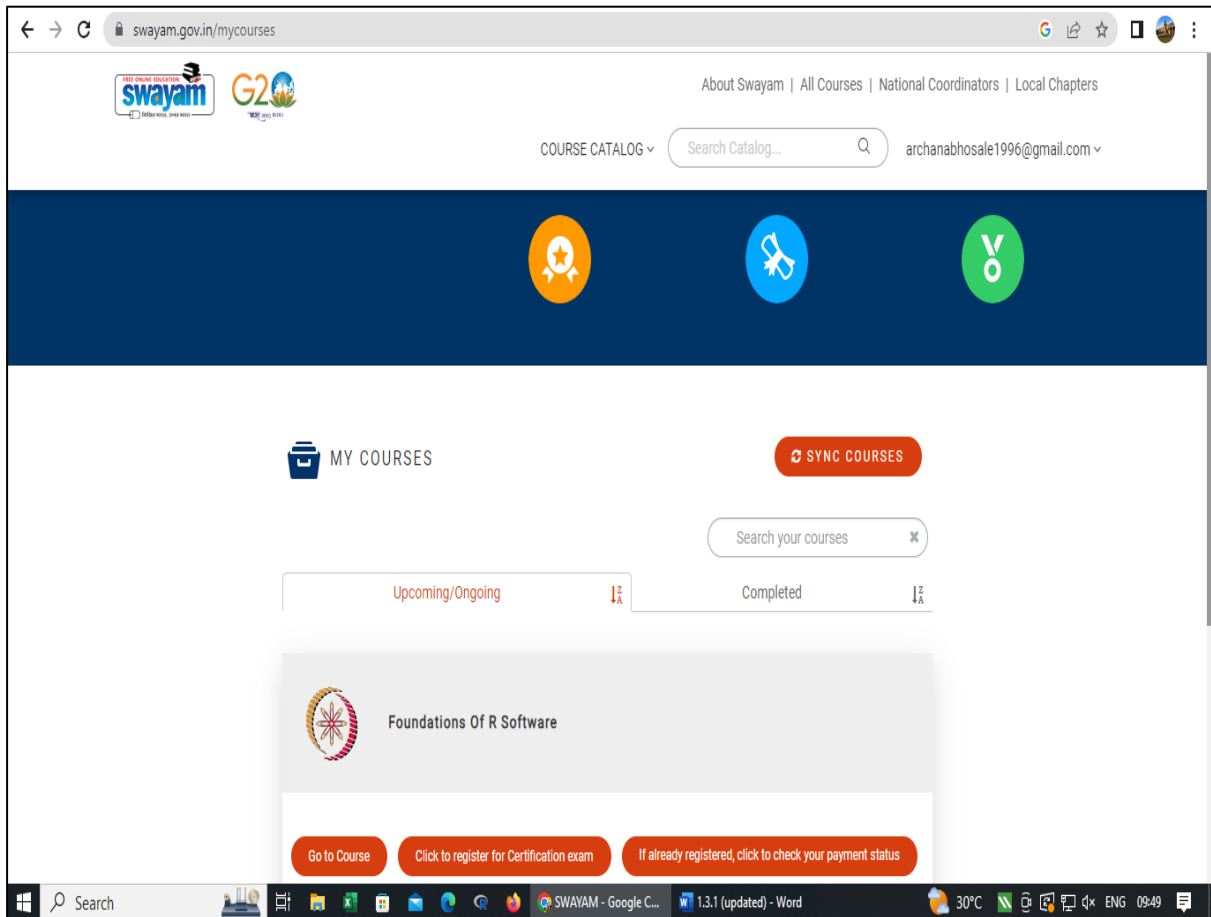 swayam.gov.in/mycourses
FREE ONLINE EDUCATION
swayam
G20
About Swayam | All Courses | National Coordinators | Local Chapters
COURSE CATALOG
Search Catalog...
archanabhosale1996@gmail.com
MY COURSES
SYNC COURSES
Search your courses
Upcoming/Ongoing
Completed
Foundations Of R Software
Go to Course
Click to register for Certification exam
If already registered, click to check your payment status
Search
SWAYAM - Google C...
1.3.1 (updated) - Word
30°C
ENG
09:49